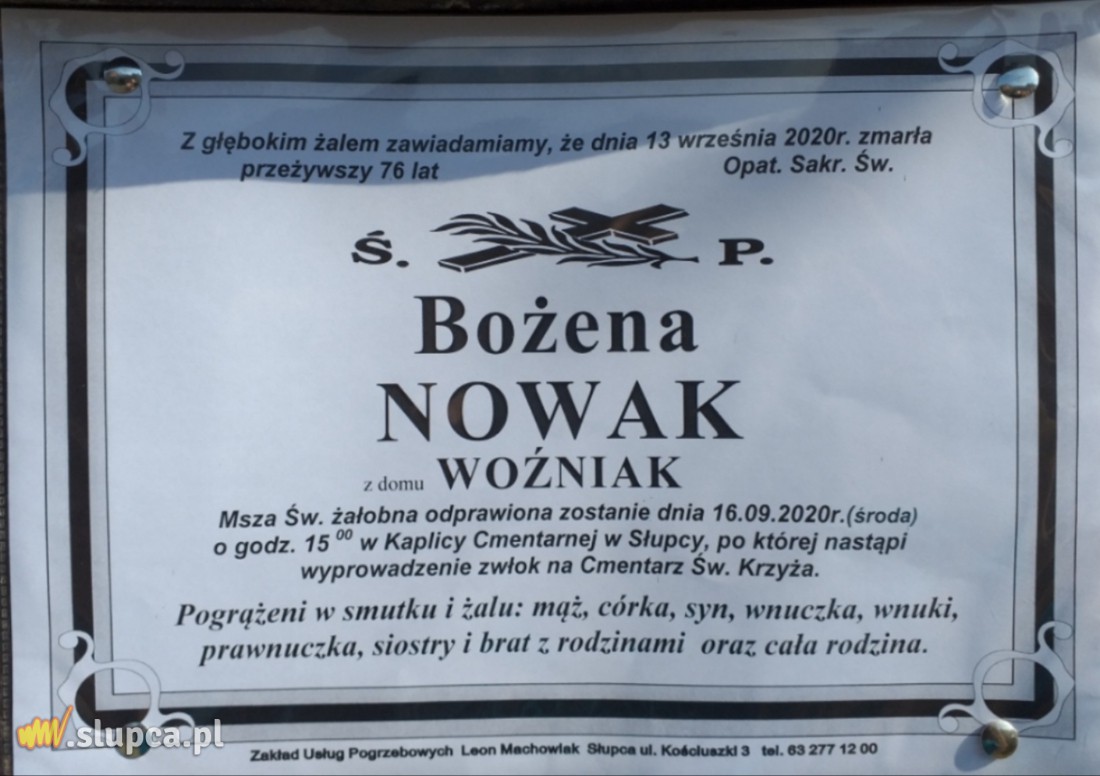 Z głębokim żalem zawiadamiamy, że dnia 13 września 2020r. zmarła
przeżywszy 76 lat Opat. Sakr. Św.
Ś. P.
Bożena
NOWAK
z domu WOŹNIAK
Msza Św. żałobna odprawiona zostanie dnia 16.09.2020r.(środa)
o godz. 15 00 w Kaplicy Cmentarnej w Słupcy, po której nastąpi
wyprowadzenie zwłok na Cmentarz Św. Krzyża.
Pogrążeni w smutku i żalu: mąż, córka, syn, wnuczka, wnuki,
prawnuczka, siostry i brat z rodzinami oraz cała rodzina.
.slupca.pl
Zakład Usług Pogrzebowych Leon Machowiak Słupca ul. Kościuszki 3 tel. 63 277 12 00